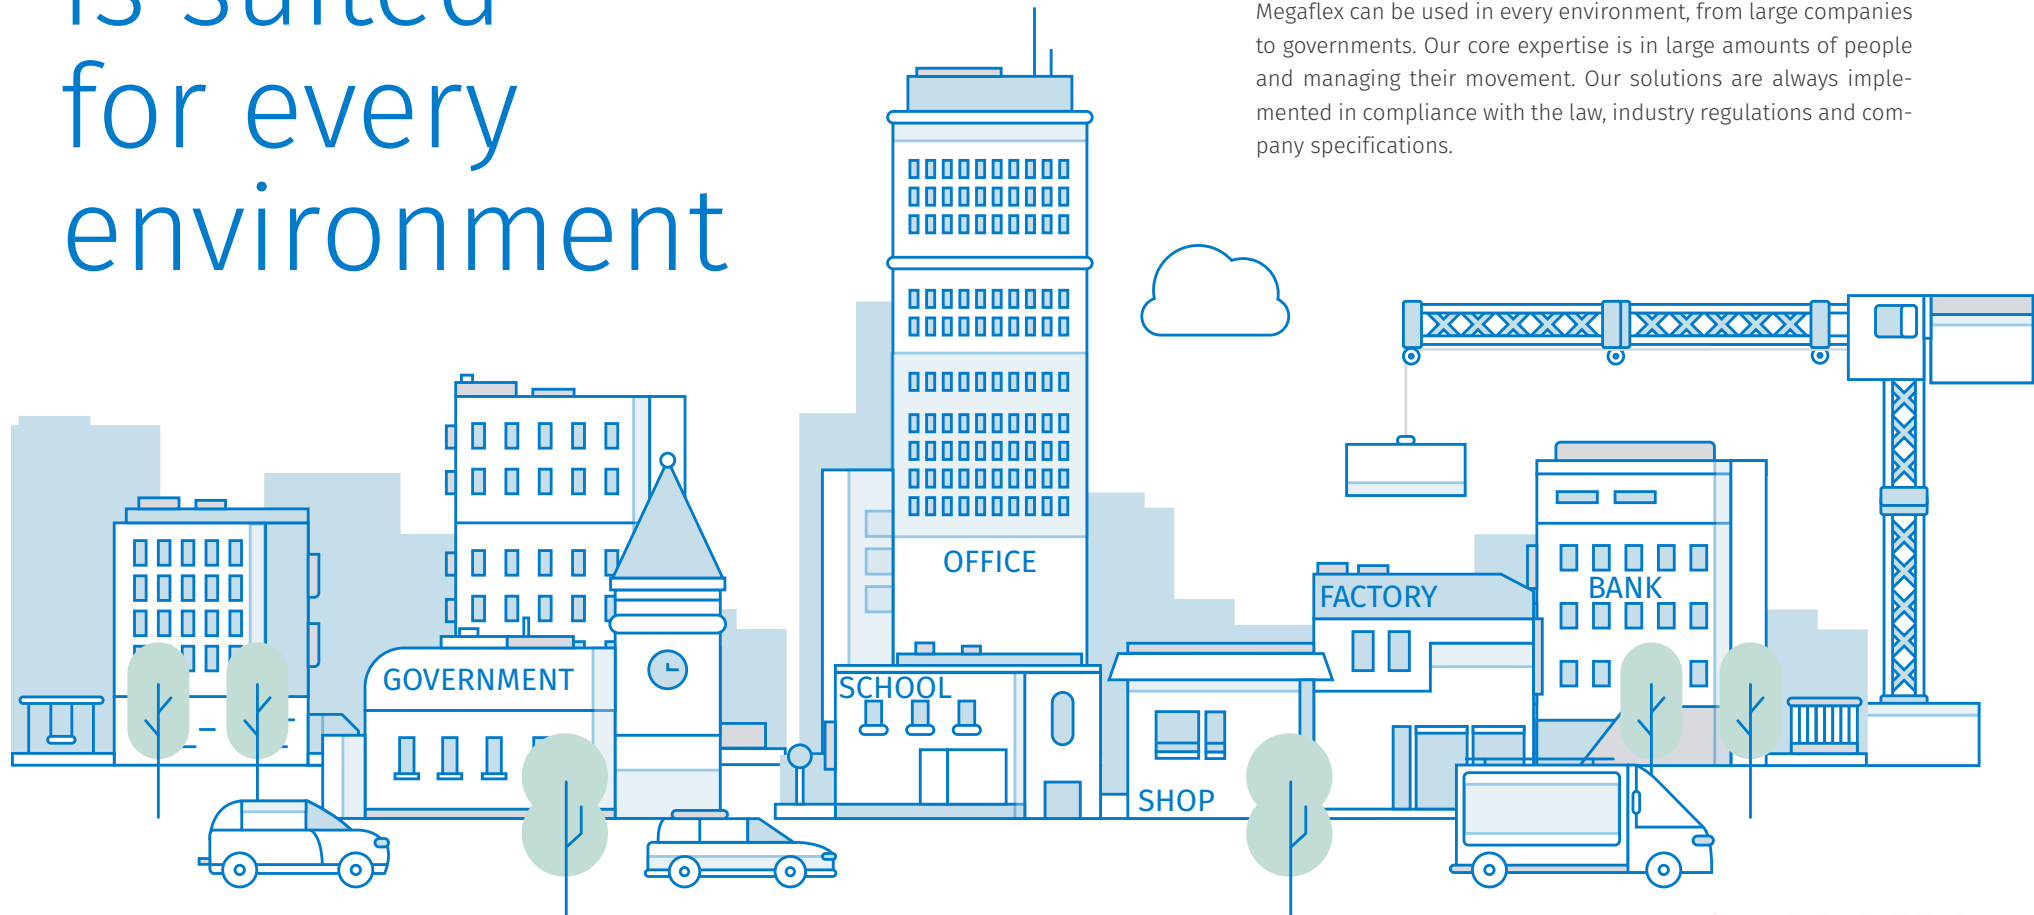 is suited
for every
environment
Megaflex can be used in every environment, from large companies
to governments. Our core expertise is in large amounts of people
and managing their movement. Our solutions are always imple-
mented in compliance with the law, industry regulations and com-
pany specifications.
OFFICE
FACTORY
BANK
GOVERNMENT
SCHOOL
SHOP